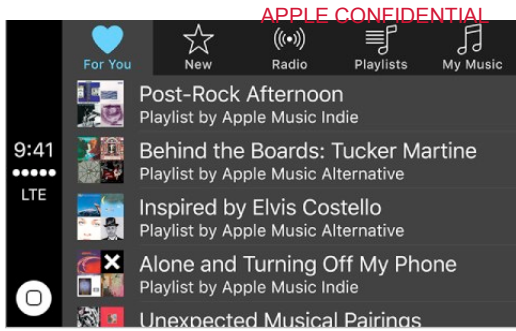 APPLE CONFIDENTIAL
For You
New
Radio
Playlists
My Music
9:41
LTE
Post-Rock Afternoon
Playlist by Apple Music Indie
Behind the Boards: Tucker Martine
Playlist by Apple Music Alternative
Inspired by Elvis Costello
Playlist by Apple Music Alternative
Alone and Turning Off My Phone
Playlist by Apple Music Indie
Unexpected Musical Pairings